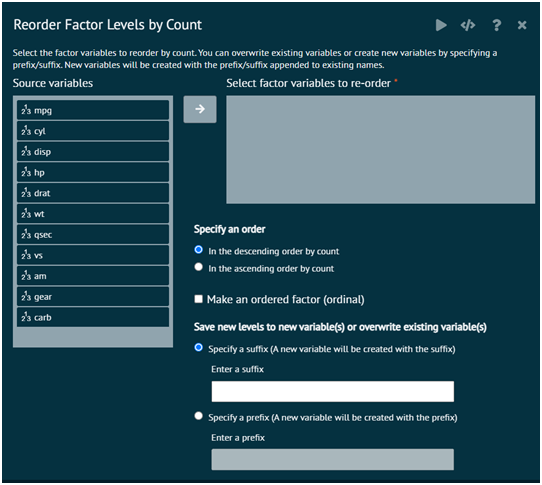 Reorder Factor Levels by Count
Select the factor variables to reorder by count. You can overwrite existing variables or create new variables by specifying a
prefix/suffix. New variables will be created with the prefix/suffix appended to existing names.
Source variables
Select factor variables to re-order *
mpg
cyl
disp
hp
drat
wt
qsec
vs
am
gear
carb
Specify an order
In the descending order by count
In the ascending order by count
Make an ordered factor (ordinal)
Save new levels to new variable(s) or overwrite existing variable(s)
Specify a suffix (A new variable will be created with the suffix)
Enter a suffix
Specify a prefix (A new variable will be created with the prefix)
Enter a prefix